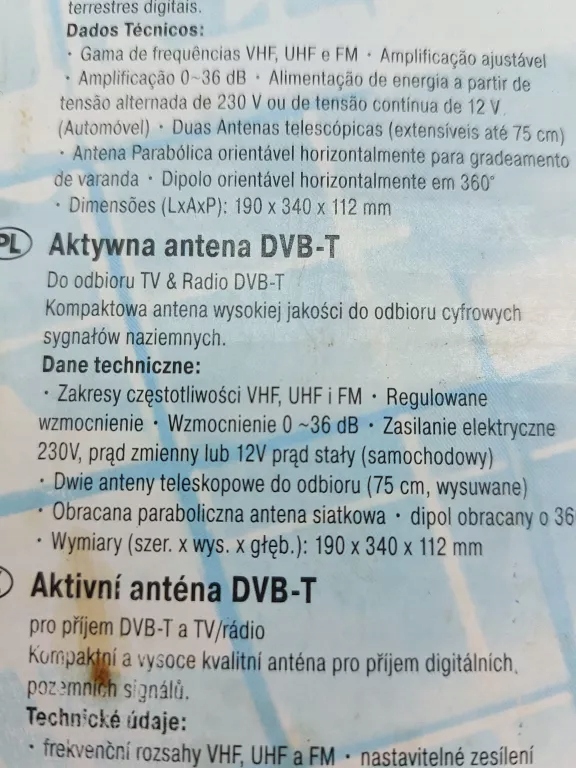 terrestres digitais.
Dados Técnicos:
· Gama de frequências VHF, UHF e FM · Amplificação ajustável
· Amplificação 0~36 dB · Alimentação de energia a partir de
tensão alternada de 230 V ou de tensão contínua de 12 V
(Automóvel) · Duas Antenas telescópicas (extensíveis até 75 cm)
· Antena Parabólica orientável horizontalmente para gradeamento
de varanda · Dipolo orientável horizontalmente em 360°
· Dimensões (LxAxP): 190 x 340 x 112 mm
PL Aktywna antena DVB-T
Do odbioru TV & Radio DVB-T
Kompaktowa antena wysokiej jakości do odbioru cyfrowych
sygnałów naziemnych.
Dane techniczne:
· Zakresy częstotliwości VHF, UHF i FM · Regulowane
wzmocnienie · Wzmocnienie 0 ~36 dB · Zasilanie elektryczne
230V, prąd zmienny lub 12V prąd stały (samochodowy)
· Dwie anteny teleskopowe do odbioru (75 cm, wysuwane)
· Obracana paraboliczna antena siatkowa · dipol obracany o 36
· Wymiary (szer. x wys. x głęb.): 190 x 340 x 112 mm
Aktivní anténa DVB-T
pro příjem DVB-T a TV/rádio
Kompaktní a vysoce kvalitní anténa pro příjem digitálních,
pozemních signálů.
Technické údaje:
· frekvenční rozsahy VHF, UHF a FM · nastavitelné zesílení